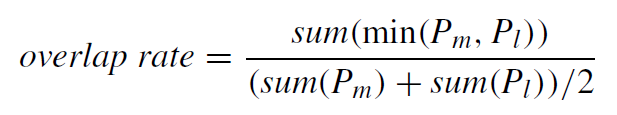 overlap rate = sum(min(P_m, P_l)) / ((sum(P_m) + sum(P_l))/2)